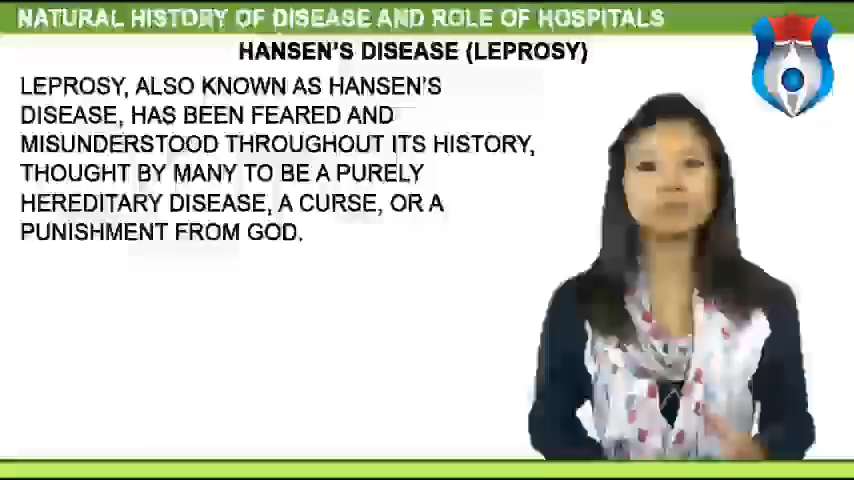 NATURAL HISTORY OF DISEASE AND ROLE OF HOSPITALS
HANSEN'S DISEASE (LEPROSY)
LEPROSY, ALSO KNOWN AS HANSEN'S
DISEASE, HAS BEEN FEARED AND
MISUNDERSTOOD THROUGHOUT ITS HISTORY,
THOUGHT BY MANY TO BE A PURELY
HEREDITARY DISEASE, A CURSE, OR A
PUNISHMENT FROM GOD.